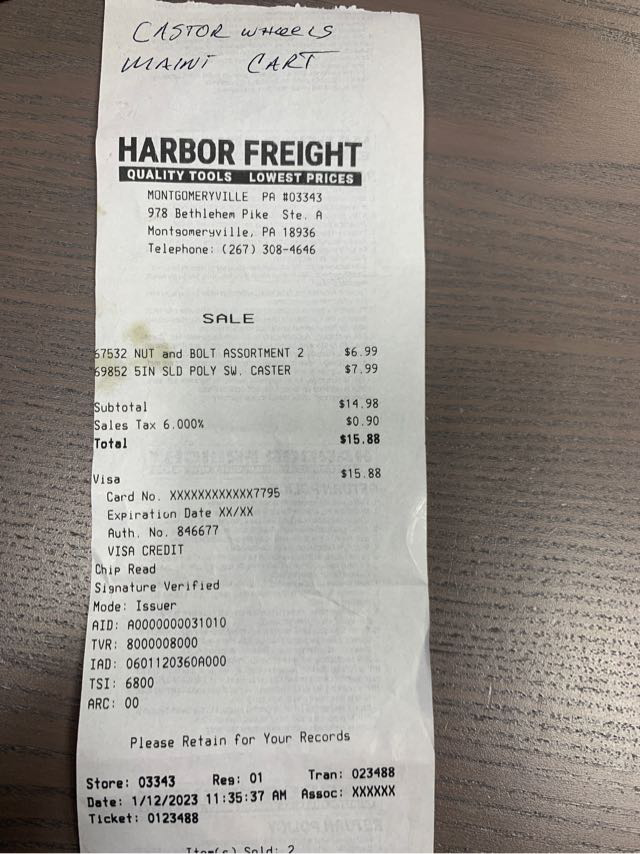 CASTOR WHEELS
MAINT CART
HARBOR FREIGHT
QUALITY TOOLS LOWEST PRICES
MONTGOMERYVILLE PA #03343
978 Bethlehem Pike Ste. A
Montgomeryville, PA 18936
Telephone: (267) 308-4646
SALE
67532 NUT and BOLT ASSORTMENT 2 $6.99
69852 5IN SLD POLY SW. CASTER $7.99
Subtotal $14.98
Sales Tax 6.000% $0.90
Total $15.88
Visa $15.88
Card No. XXXXXXXXXXXX7795
Expiration Date XX/XX
Auth. No. 846677
VISA CREDIT
Chip Read
Signature Verified
Mode: Issuer
AID: A0000000031010
TVR: 8000008000
IAD: 0601120360A000
TSI: 6800
ARC: 00
Please Retain for Your Records
Store: 03343 Reg: 01 Tran: 023488
Date: 1/12/2023 11:35:37 AM Assoc: XXXXXX
Ticket: 0123488
Item(s) Sold: 2